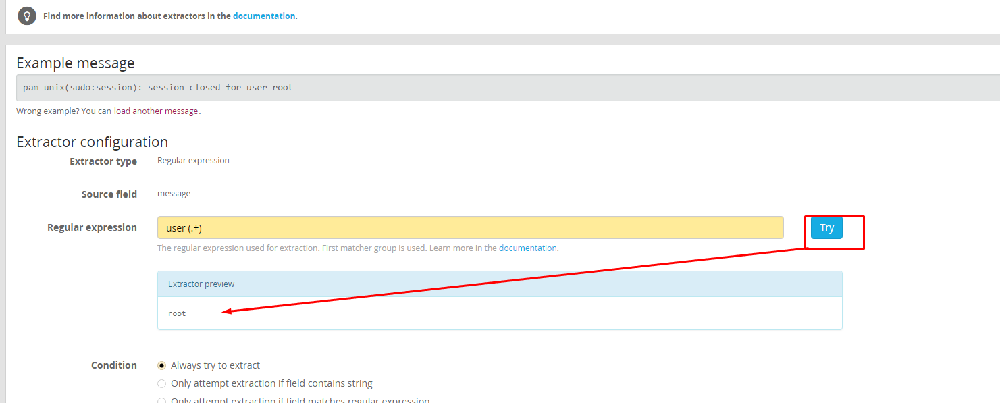 Find more information about extractors in the documentation.
Example message
pam_unix(sudo:session): session closed for user root
Wrong example? You can load another message.
Extractor configuration
Extractor type Regular expression
Source field message
Regular expression user (.+) Try
The regular expression used for extraction. First matcher group is used. Learn more in the documentation.
Extractor preview
root
Condition Always try to extract
Only attempt extraction if field contains string
Only attempt extraction if field matches regular expression